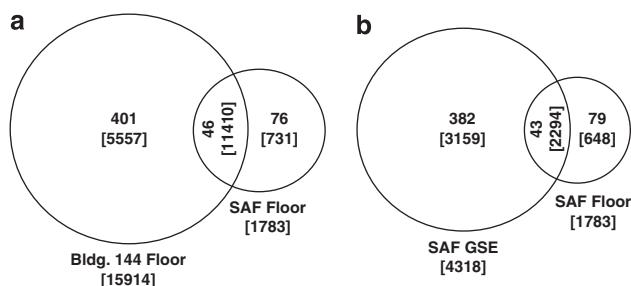 a
401
[5557]
46
[11410]
76
[731]
SAF Floor
[1783]
Bldg. 144 Floor
[15914]
b
382
[3159]
43
[2294]
79
[648]
SAF Floor
[1783]
SAF GSE
[4318]